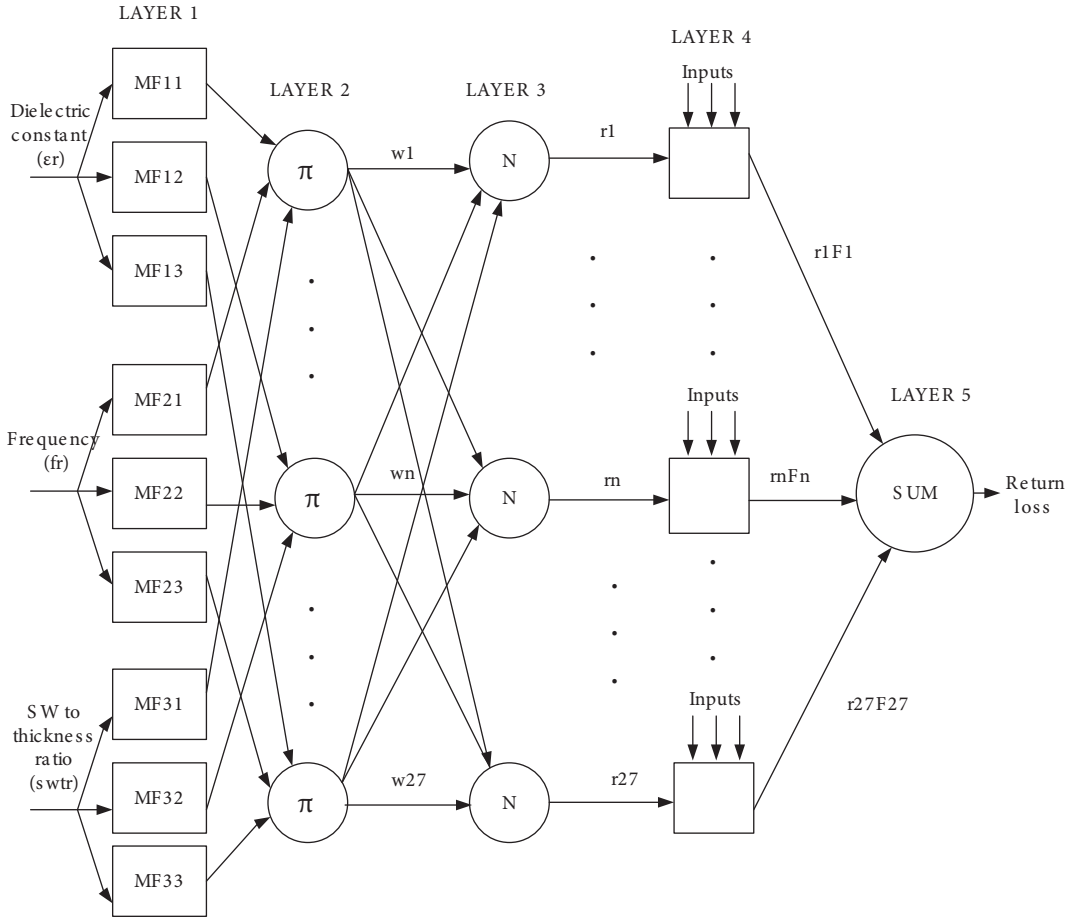 LAYER 1
MF11
MF12
MF13
MF21
MF22
MF23
MF31
MF32
MF33
Dielectric
constant
(εr)
Frequency
(fr)
SW to
thickness
ratio
(swtr)
LAYER 2
π
π
π
w1
wn
w27
LAYER 3
N
N
N
r1
rn
r27
LAYER 4
Inputs
Inputs
Inputs
r1F1
rnFn
r27F27
LAYER 5
SUM
Return
loss